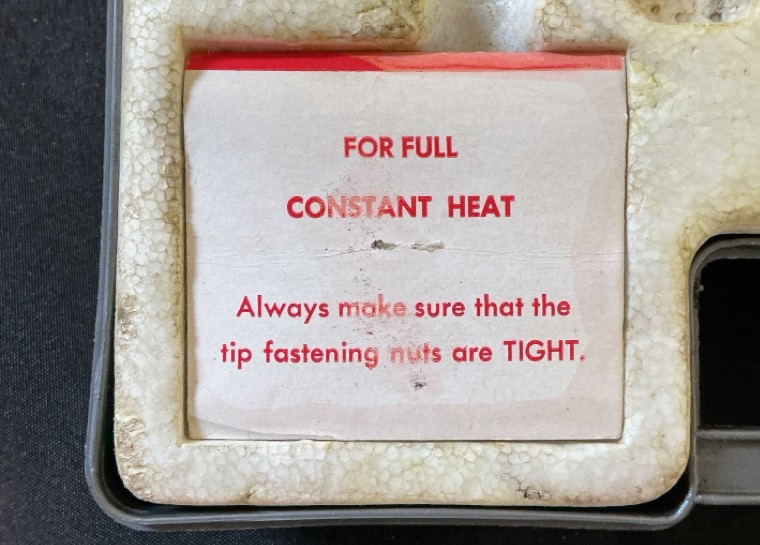 FOR FULL
CONSTANT HEAT
Always make sure that the
tip fastening nuts are TIGHT.